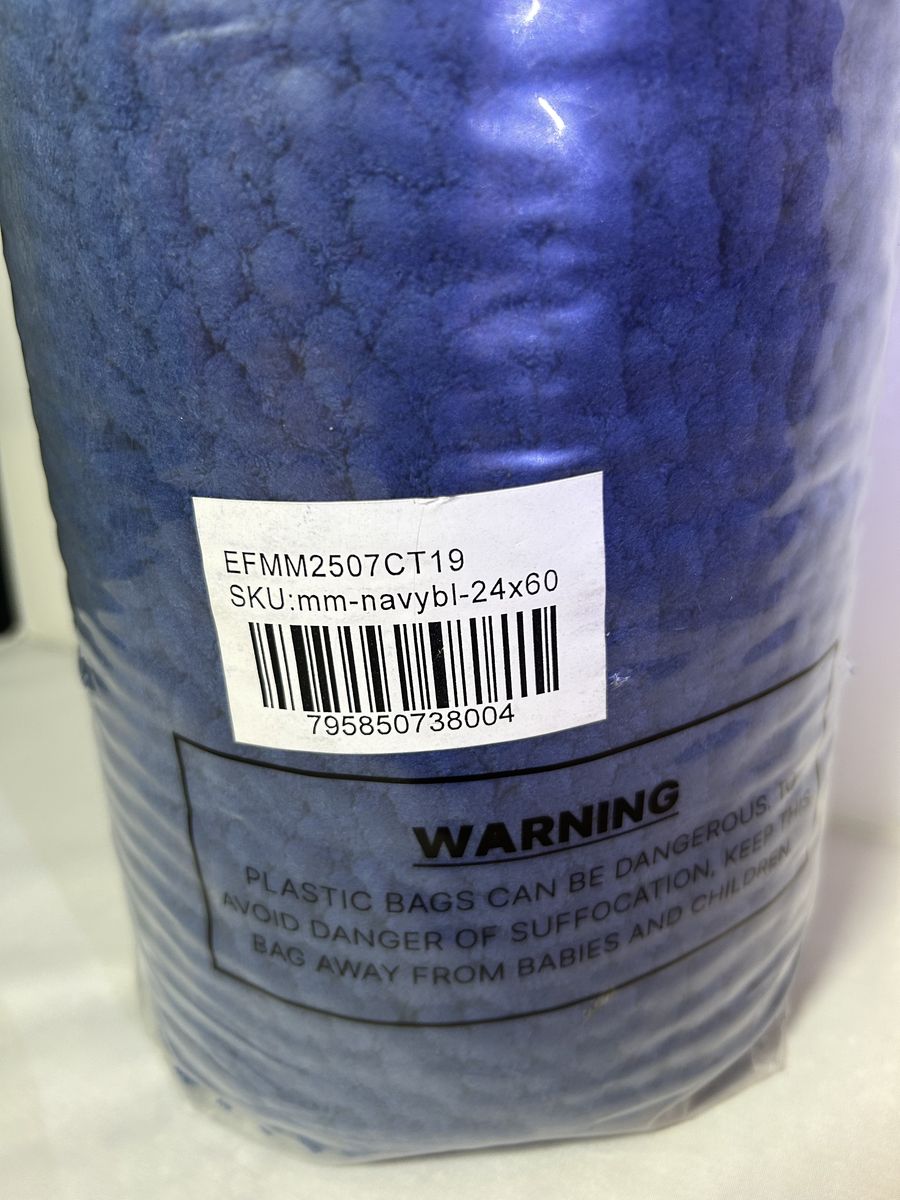 EFMM2507CT19
SKU:mm-navybl-24x60
795850738004
WARNING
PLASTIC BAGS CAN BE DANGEROUS. TO
AVOID DANGER OF SUFFOCATION, KEEP THIS
BAG AWAY FROM BABIES AND CHILDREN